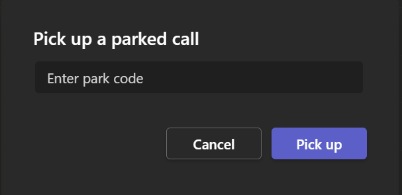 Pick up a parked call
Enter park code
Cancel
Pick up